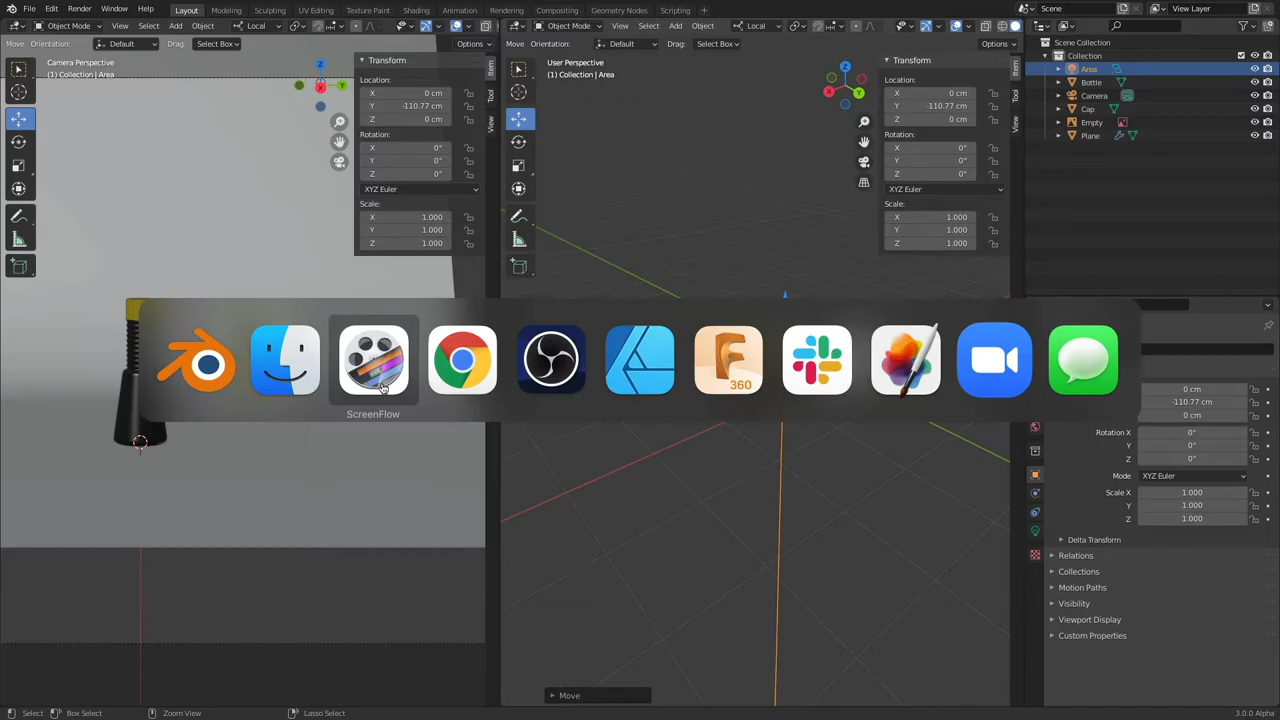 File Edit Render Window Help Layout Modeling Sculpting UV Editing Texture Paint Shading Animation Rendering Compositing Geometry Nodes Scripting + Scene View Layer
Object Mode View Select Add Object Local
Object Mode View Select Add Object Local
Move Orientation: Default Drag: Select Box Options
Move Orientation: Default Drag: Select Box Options
Camera Perspective
(1) Collection | Area
Z
X
Y
Transform
Location:
X 0 cm
Y -110.77 cm
Z 0 cm
Rotation:
X 0°
Y 0°
Z 0°
XYZ Euler
Scale:
X 1.000
Y 1.000
Z 1.000
Item
Tool
View
User Perspective
(1) Collection | Area
Z
X
Y
Transform
Location:
X 0 cm
Y -110.77 cm
Z 0 cm
Rotation:
X 0°
Y 0°
Z 0°
XYZ Euler
Scale:
X 1.000
Y 1.000
Z 1.000
Item
Tool
View
Scene Collection
Collection
Area
Bottle
Camera
Cap
Empty
Plane
F
360
ScreenFlow
0 cm
-110.77 cm
0 cm
Rotation X 0°
Y 0°
Z 0°
Mode XYZ Euler
Scale X 1.000
Y 1.000
Z 1.000
Delta Transform
Relations
Collections
Motion Paths
Visibility
Viewport Display
Custom Properties
Move
Select Box Select Zoom View Lasso Select 3.0.0 Alpha